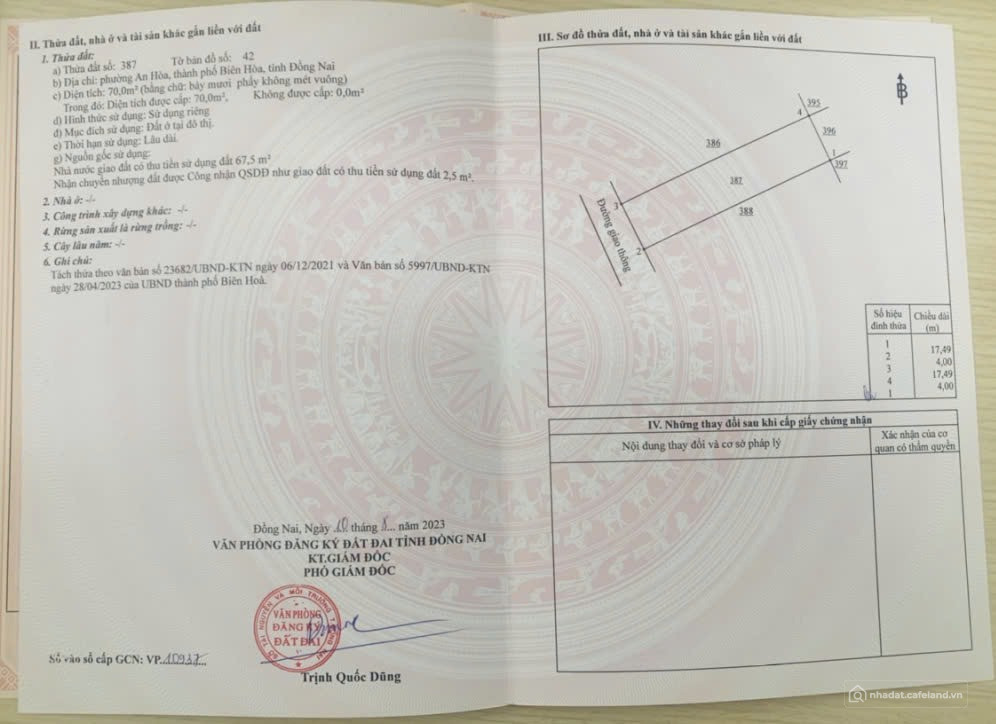 II. Thửa đất, nhà ở và tài sản khác gắn liền với đất
1. Thửa đất:
a) Thửa đất số: 387 Tờ bản đồ số: 42
b) Địa chỉ: phường An Hòa, thành phố Biên Hòa, tỉnh Đồng Nai
c) Diện tích: 70,0m² (bằng chữ: bảy mươi phẩy không mét vuông)
Trong đó: Diện tích được cấp: 70,0m², Không được cấp: 0,0m²
d) Hình thức sử dụng: Sử dụng riêng
đ) Mục đích sử dụng: Đất ở tại đô thị.
e) Thời hạn sử dụng: Lâu dài.
g) Nguồn gốc sử dụng:
Nhà nước giao đất có thu tiền sử dụng đất 67,5 m²
Nhận chuyển nhượng đất được Công nhận QSDĐ như giao đất có thu tiền sử dụng đất 2,5 m².
2. Nhà ở: -/-
3. Công trình xây dựng khác: -/-
4. Rừng sản xuất là rừng trồng: -/-
5. Cây lâu năm: -/-
6. Ghi chú:
Tách thửa theo văn bản số 23682/UBND-KTN ngày 06/12/2021 và Văn bản số 5997/UBND-KTN
ngày 28/04/2023 của UBND thành phố Biên Hoà.
Đồng Nai, Ngày 10 tháng 8... năm 2023
VĂN PHÒNG ĐĂNG KÝ ĐẤT ĐAI TỈNH ĐỒNG NAI
KT.GIÁM ĐỐC
PHÓ GIÁM ĐỐC
SỞ TÀI NGUYÊN VÀ MÔI TRƯỜNG T. ĐỒNG NAI
VĂN PHÒNG
ĐĂNG KÝ
ĐẤT ĐAI
Trịnh Quốc Dũng
Số vào sổ cấp GCN: VP.10937...
III. Sơ đồ thửa đất, nhà ở và tài sản khác gắn liền với đất
B
4 395
396
386
1
397
387
3
388
2
Đường giao thông
Số hiệu đỉnh thửa Chiều dài (m)
1
17,49
2
4,00
3
17,49
4
4,00
1
IV. Những thay đổi sau khi cấp giấy chứng nhận
Nội dung thay đổi và cơ sở pháp lý
Xác nhận của cơ
quan có thẩm quyền
nhadat.cafeland.vn